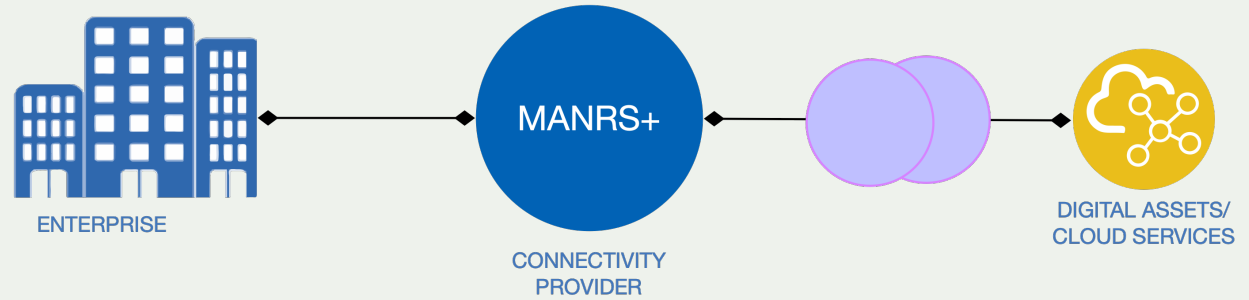 MANRS+
ENTERPRISE
CONNECTIVITY
PROVIDER
DIGITAL ASSETS/
CLOUD SERVICES